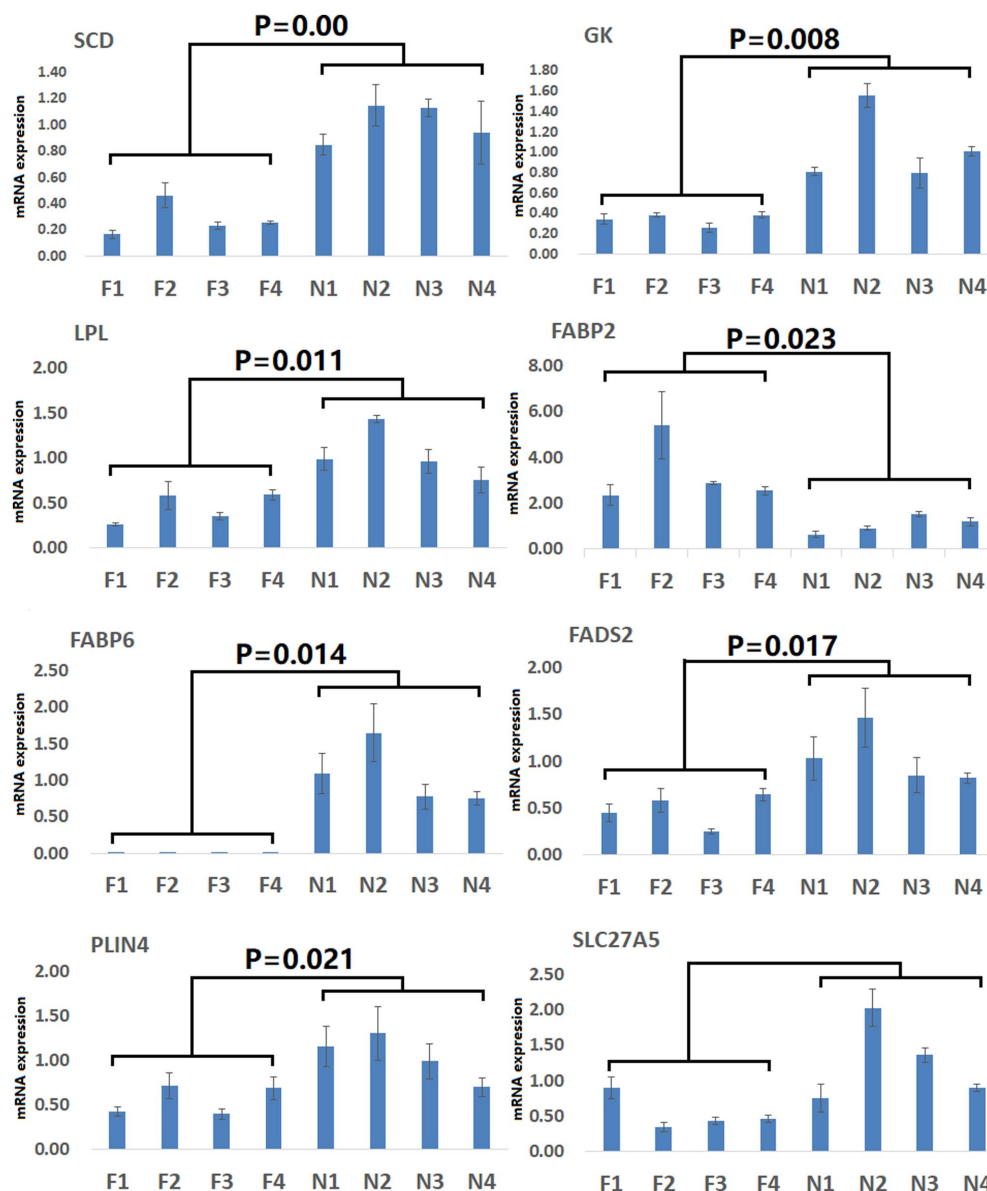 SCD
P=0.00
mRNA expression
1.40
1.20
1.00
0.80
0.60
0.40
0.20
0.00
F1 F2 F3 F4 N1 N2 N3 N4
GK
P=0.008
mRNA expression
1.80
1.60
1.40
1.20
1.00
0.80
0.60
0.40
0.20
0.00
F1 F2 F3 F4 N1 N2 N3 N4
LPL
P=0.011
mRNA expression
2.00
1.50
1.00
0.50
0.00
F1 F2 F3 F4 N1 N2 N3 N4
FABP2
P=0.023
mRNA expression
8.00
6.00
4.00
2.00
0.00
F1 F2 F3 F4 N1 N2 N3 N4
FABP6
P=0.014
mRNA expression
2.50
2.00
1.50
1.00
0.50
0.00
F1 F2 F3 F4 N1 N2 N3 N4
FADS2
P=0.017
mRNA expression
2.00
1.50
1.00
0.50
0.00
F1 F2 F3 F4 N1 N2 N3 N4
PLIN4
P=0.021
mRNA expression
2.00
1.50
1.00
0.50
0.00
F1 F2 F3 F4 N1 N2 N3 N4
SLC27A5
mRNA expression
2.50
2.00
1.50
1.00
0.50
0.00
F1 F2 F3 F4 N1 N2 N3 N4